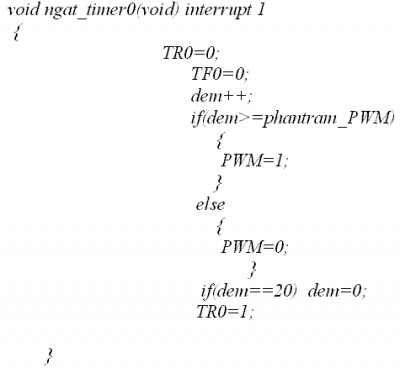 void ngat_timer0(void) interrupt 1
{
TR0=0;
TF0=0;
dem++;
if(dem>=phantram_PWM)
{
PWM=1;
}
else
{
PWM=0;
}
if(dem==20) dem=0;
TR0=1;
}